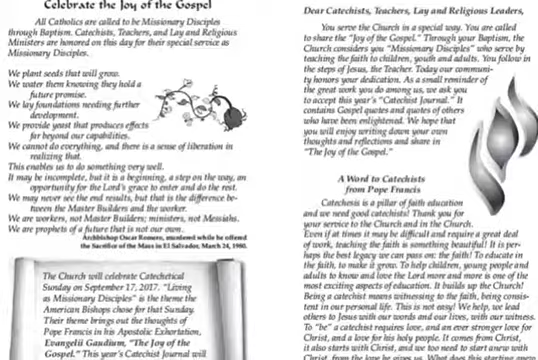 Celebrate the Joy of the Gospel
All Catholics are called to be Missionary Disciples
through Baptism. Catechists, Teachers, and Lay and Religious
Ministers are honored on this day for their special service as
Missionary Disciples.
We plant seeds that will grow.
We water them knowing they hold a
future promise.
We lay foundations needing further
development.
We provide yeast that produces effects
far beyond our capabilities.
We cannot do everything, and there is a sense of liberation in
realizing that.
This enables us to do something very well.
It may be incomplete, but it is a beginning, a step on the way, an
opportunity for the Lord's grace to enter and do the rest.
We may never see the end results, but that is the difference be-
tween the Master Builders and the worker.
We are workers, not Master Builders; ministers, not Messiahs.
We are prophets of a future that is not our own.
Archbishop Oscar Romero, murdered while he offered
the Sacrifice of the Mass in El Salvador, March 24, 1980.
The Church will celebrate Catechetical
Sunday on September 17, 2017. "Living
as Missionary Disciples" is the theme the
American Bishops chose for that Sunday.
Their theme brings out the thoughts of
Pope Francis in his Apostolic Exhortation,
Evangelii Gaudium, "The Joy of the
Gospel." This year's Catechist Journal will
Dear Catechists, Teachers, Lay and Religious Leaders,
You serve the Church in a special way. You are called
to share the "Joy of the Gospel." Through your Baptism, the
Church considers you "Missionary Disciples" who serve by
teaching the faith to children, youth and adults. You follow in
the steps of Jesus, the Teacher. Today our communi-
ty honors your dedication. As a small reminder of
the great work you do among us, we ask you
to accept this year's "Catechist Journal." It
contains Gospel quotes and quotes of others
who have been enlightened. We hope that
you will enjoy writing down your own
thoughts and reflections and share in
"The Joy of the Gospel."
A Word to Catechists
from Pope Francis
Catechesis is a pillar of faith education
and we need good catechists! Thank you for
your service to the Church and in the Church.
Even if at times it may be difficult and require a great deal
of work, teaching the faith is something beautiful! It is per-
haps the best legacy we can pass on: the faith! To educate in
the faith, to make it grow. To help children, young people and
adults to know and love the Lord more and more is one of the
most exciting aspects of education. It builds up the Church!
Being a catechist means witnessing to the faith, being consis-
tent in our personal life. This is not easy! We help, we lead
others to Jesus with our words and our lives, with our witness.
To "be" a catechist requires love, and an ever stronger love for
Christ, and a love for his holy people. It comes from Christ,
it also starts with Christ, and we too need to start anew with
Christ, from the love he gives us. What does this starting anew